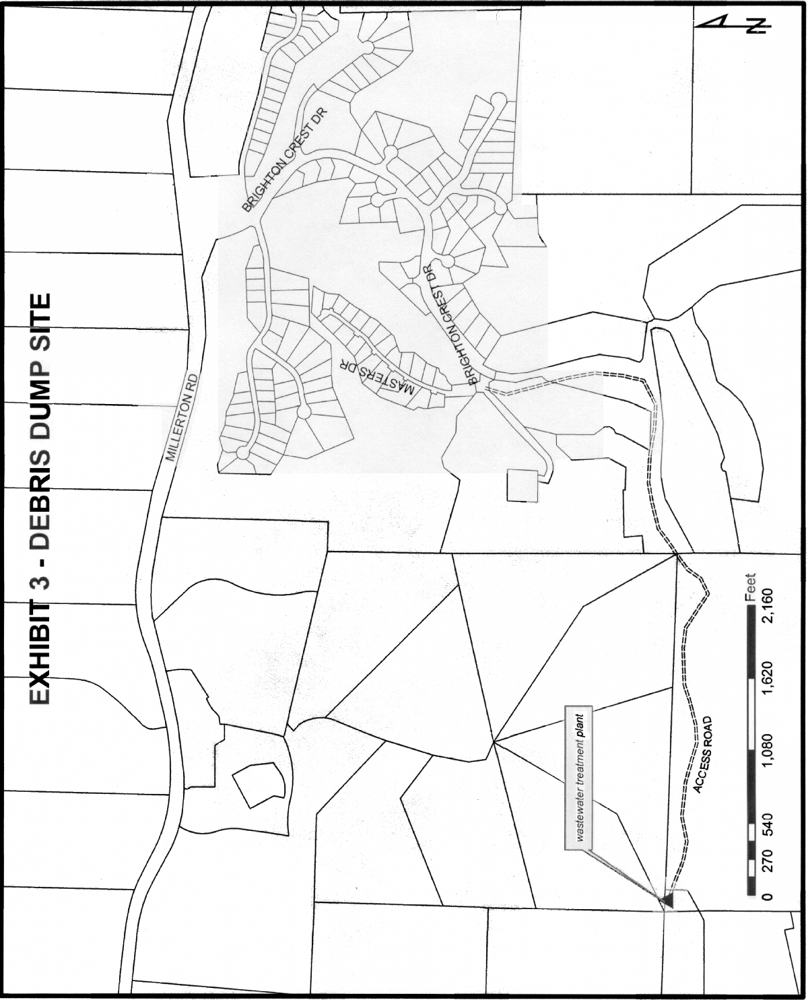 EXHIBIT 3 - DEBRIS DUMP SITE
N
MILLERTON RD
BRIGHTON CREST DR
MASTERS DR
BRIGHTON CREST DR
wastewater treatment plant
ACCESS ROAD
0 270 540 1,080 1,620 2,160
Feet